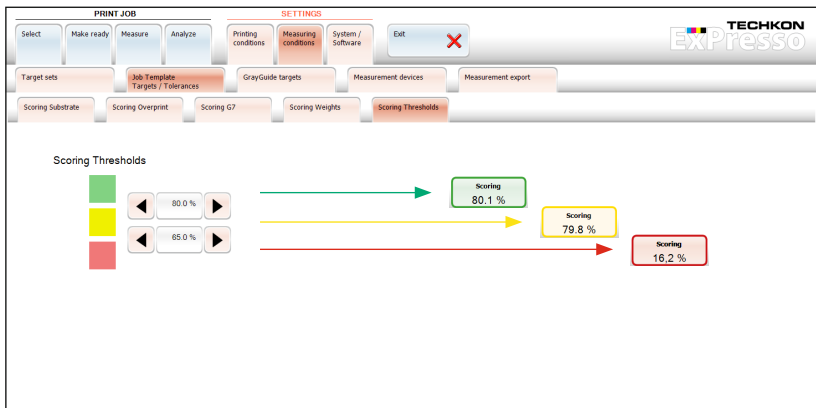 PRINT JOB
SETTINGS
Select
Make ready
Measure
Analyze
Printing
conditions
Measuring
conditions
System /
Software
Exit
TECHKON
ExPresso
Target sets
Job Template
Targets / Tolerances
GrayGuide targets
Measurement devices
Measurement export
Scoring Substrate
Scoring Overprint
Scoring G7
Scoring Weights
Scoring Thresholds
Scoring Thresholds
80.0 %
65.0 %
Scoring
80.1 %
Scoring
79.8 %
Scoring
16,2 %